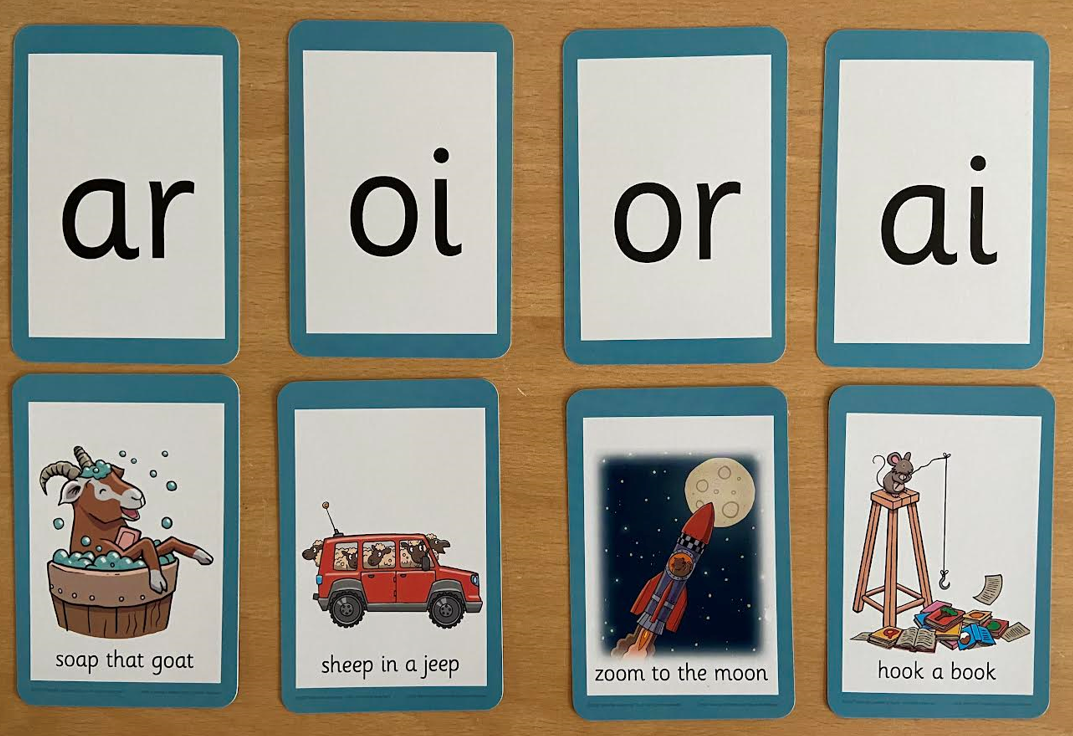 ar
oi
or
ai
soap that goat
sheep in a jeep
zoom to the moon
hook a book